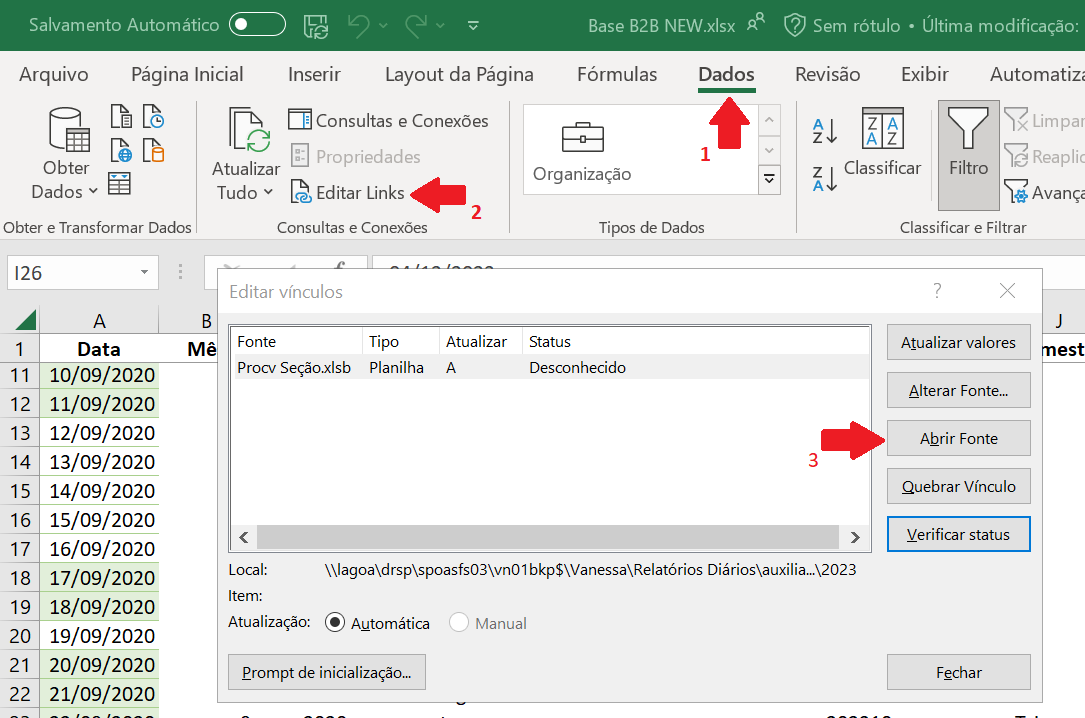 Salvamento Automático Base B2B NEW.xlsx Sem rótulo • Última modificação:
Arquivo Página Inicial Inserir Layout da Página Fórmulas Dados Revisão Exibir Automatiza
Obter Dados
Atualizar Tudo
Consultas e Conexões
Propriedades
Editar Links
2
Organização
1
Classificar
Filtro
Limpar
Reaplic
Avança
Obter e Transformar Dados Consultas e Conexões Tipos de Dados Classificar e Filtrar
I26
A B J
1 Data Mê mest
11 10/09/2020
12 11/09/2020
13 12/09/2020
14 13/09/2020
15 14/09/2020
16 15/09/2020
17 16/09/2020
18 17/09/2020
19 18/09/2020
20 19/09/2020
21 20/09/2020
22 21/09/2020
Editar vínculos ?
Fonte Tipo Atualizar Status
Procv Seção.xlsb Planilha A Desconhecido
Atualizar valores
Alterar Fonte...
3
Abrir Fonte
Quebrar Vínculo
Verificar status
Local: \\lagoa\drsp\spoasfs03\vn01bkp$\Vanessa\Relatórios Diários\auxilia...\2023
Item:
Atualização: Automática Manual
Prompt de inicialização... Fechar